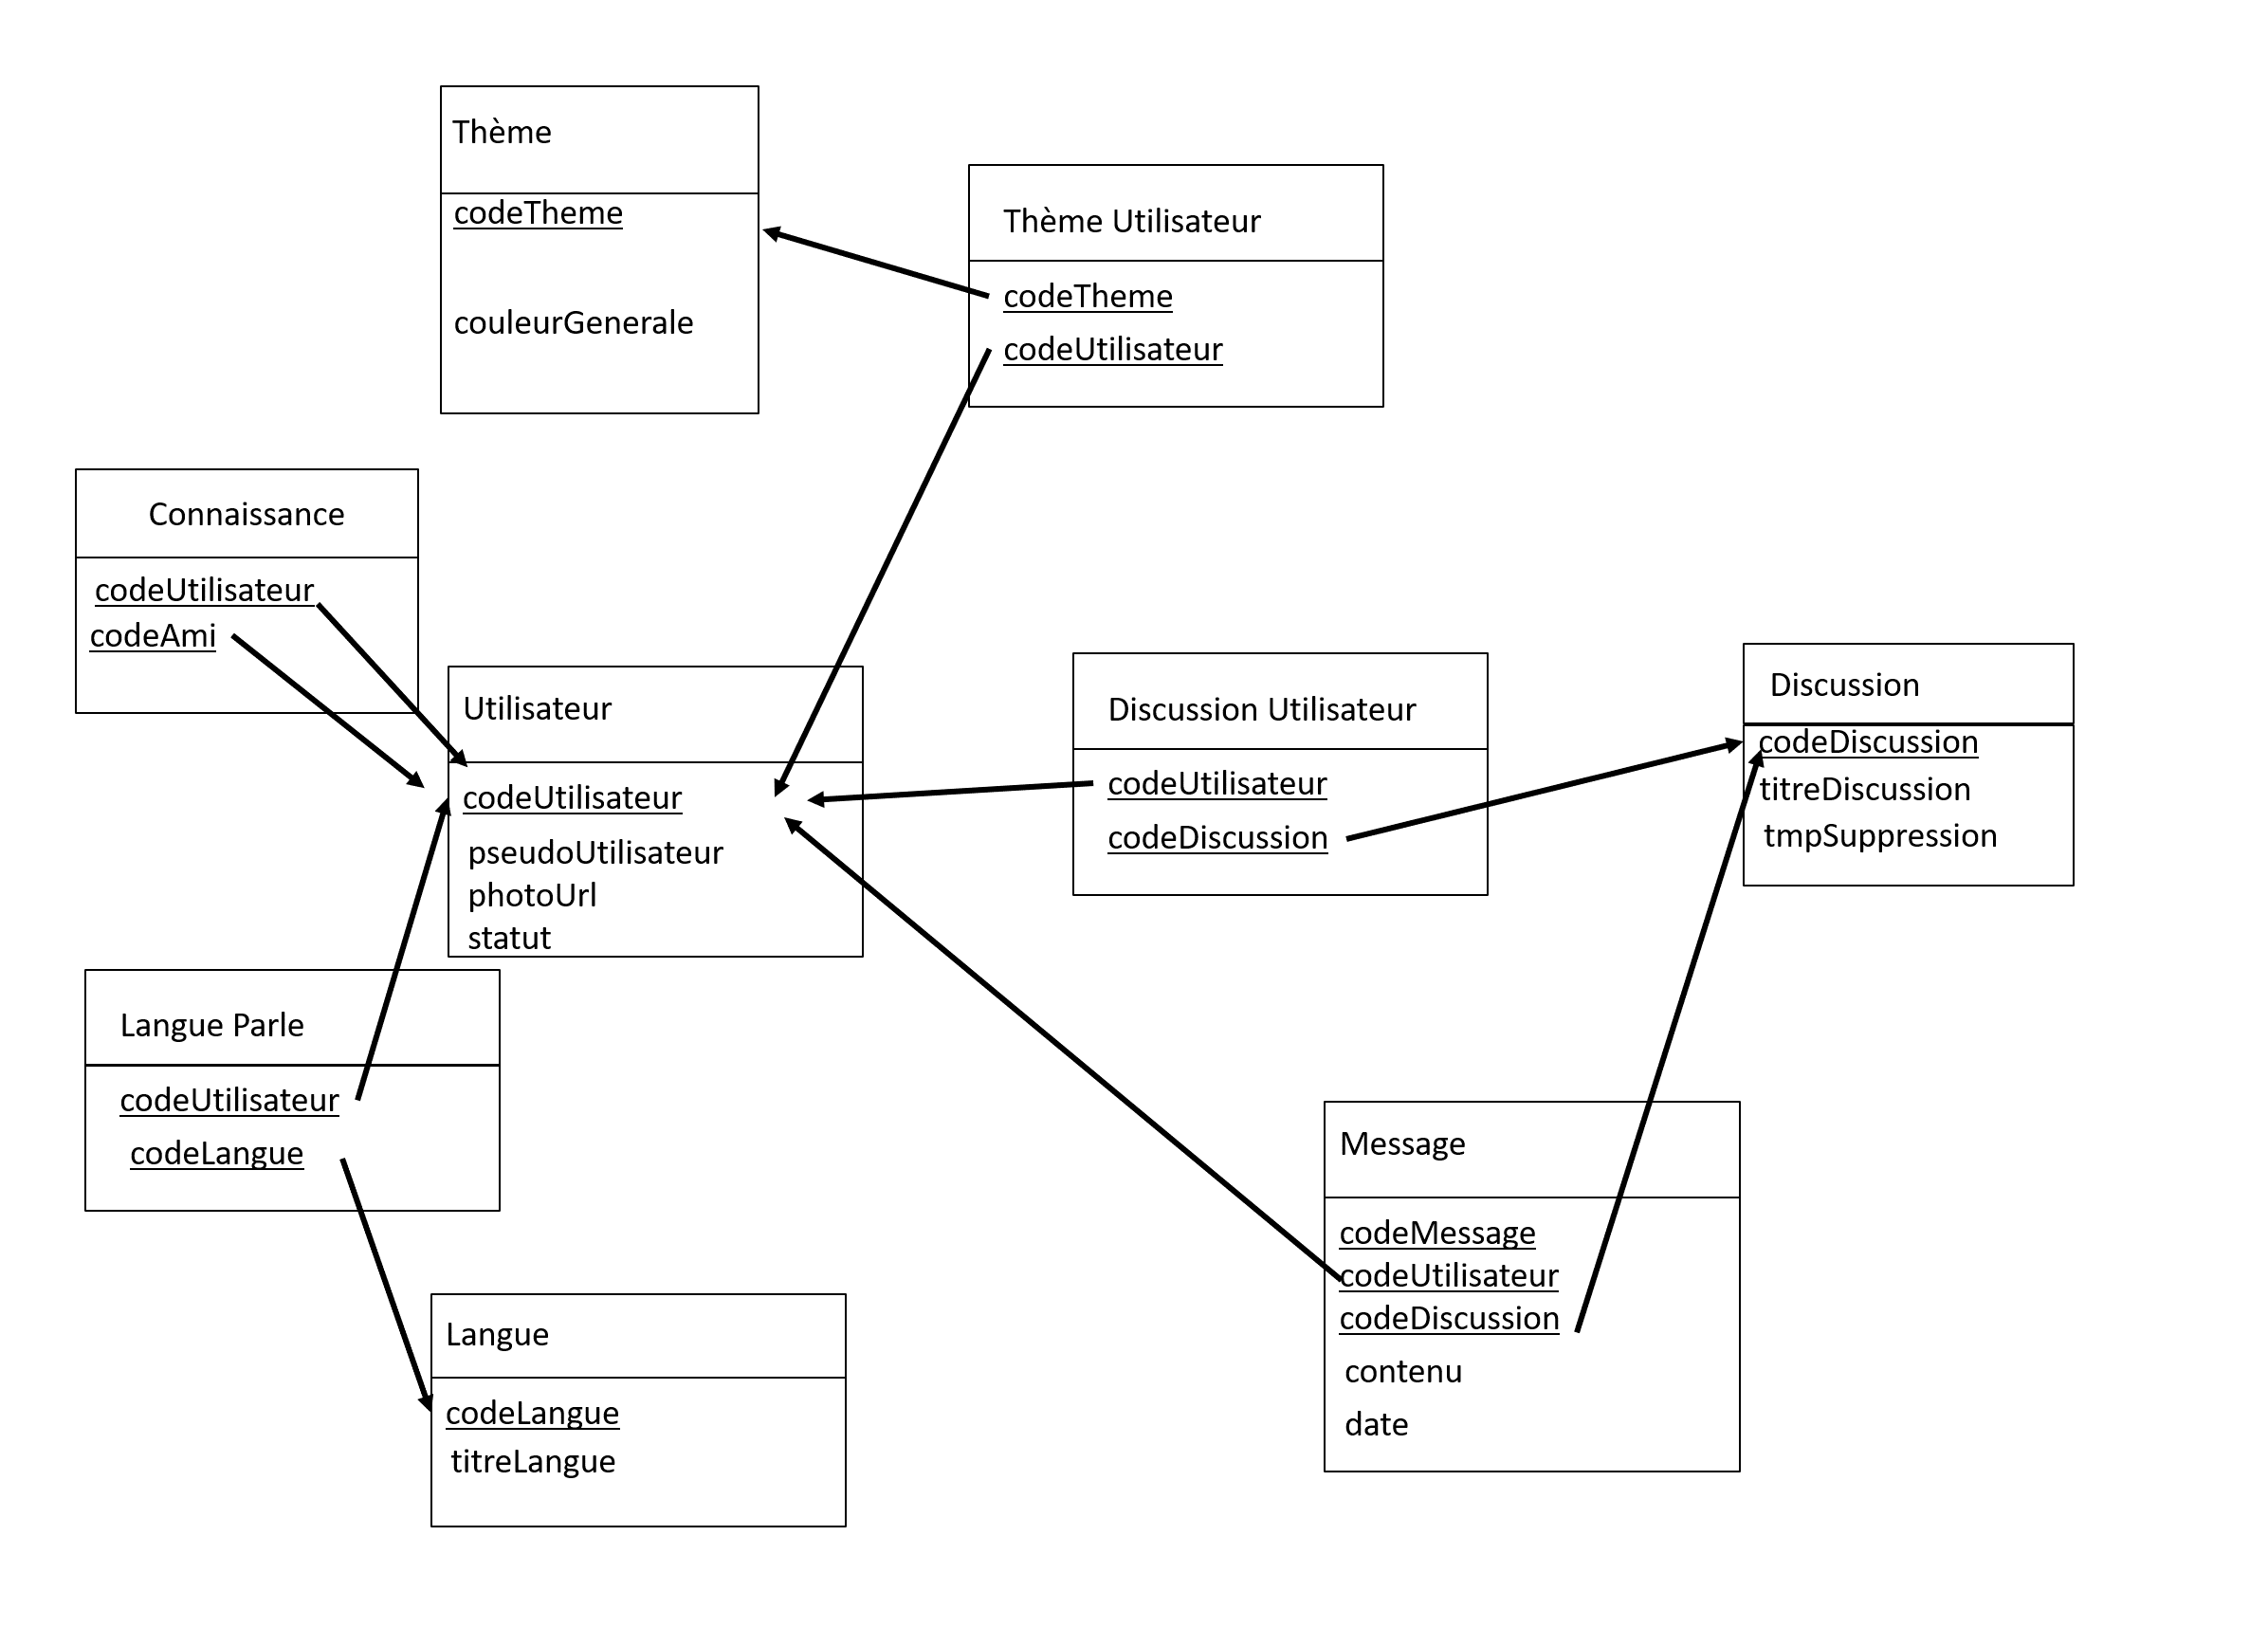 Thème
codeTheme
couleurGenerale
Thème Utilisateur
codeTheme
codeUtilisateur
Connaissance
codeUtilisateur
codeAmi
Utilisateur
codeUtilisateur
pseudoUtilisateur
photoUrl
statut
Discussion Utilisateur
codeUtilisateur
codeDiscussion
Discussion
codeDiscussion
titreDiscussion
tmpSuppression
Langue Parle
codeUtilisateur
codeLangue
Message
codeMessage
codeUtilisateur
codeDiscussion
contenu
date
Langue
codeLangue
titreLangue